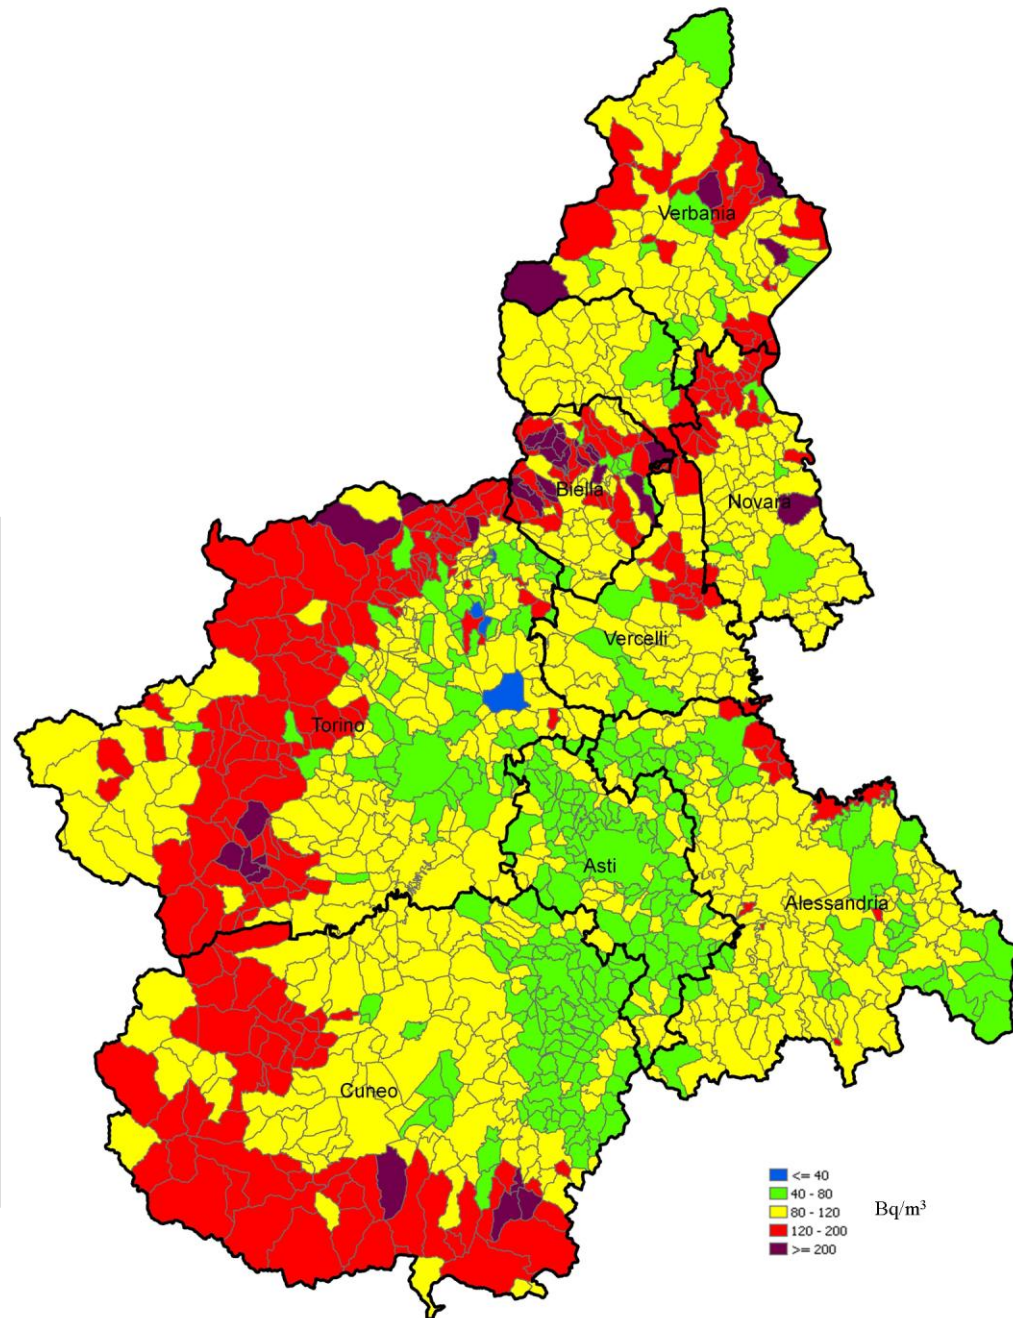 Verbania
Biella
Novara
Vercelli
Torino
Asti
Alessandria
Cuneo
<= 40
40 - 80
80 - 120
120 - 200
>= 200
Bq/m³